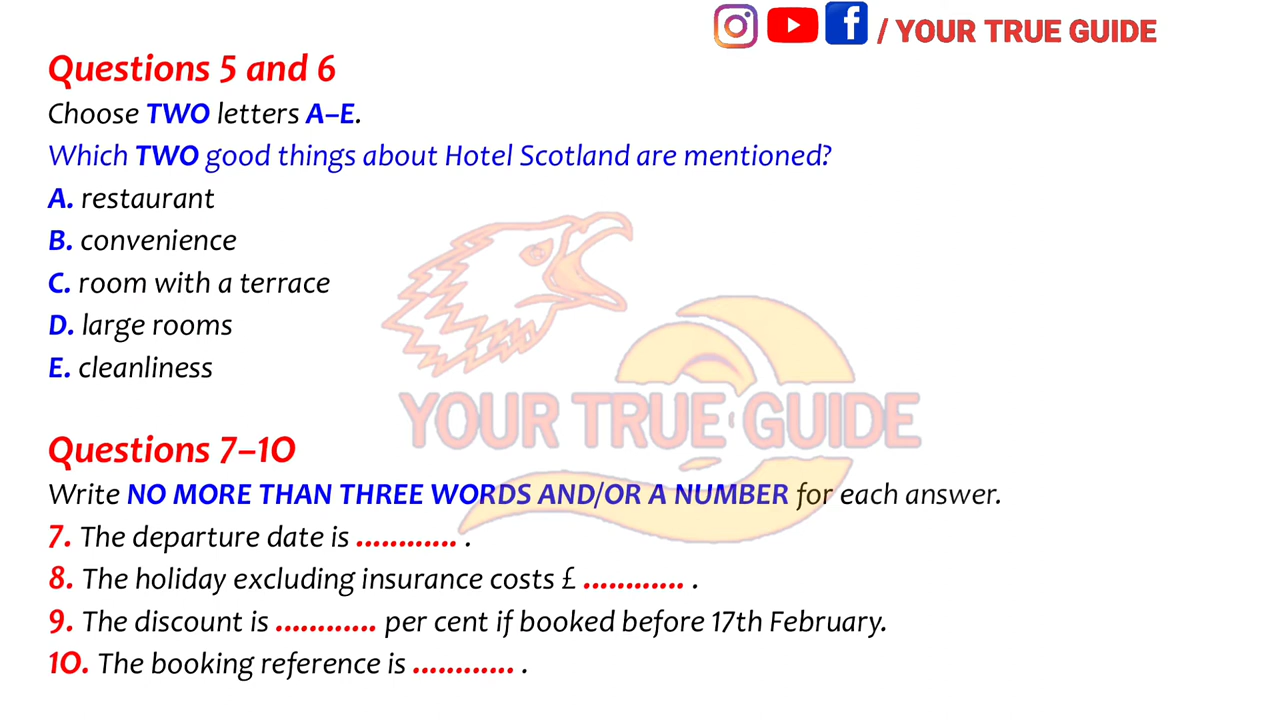 / YOUR TRUE GUIDE
Questions 5 and 6
Choose TWO letters A–E.
Which TWO good things about Hotel Scotland are mentioned?
A. restaurant
B. convenience
C. room with a terrace
D. large rooms
E. cleanliness
YOUR TRUE GUIDE
Questions 7–10
Write NO MORE THAN THREE WORDS AND/OR A NUMBER for each answer.
7. The departure date is ............ .
8. The holiday excluding insurance costs £ ............ .
9. The discount is ............ per cent if booked before 17th February.
10. The booking reference is ............ .